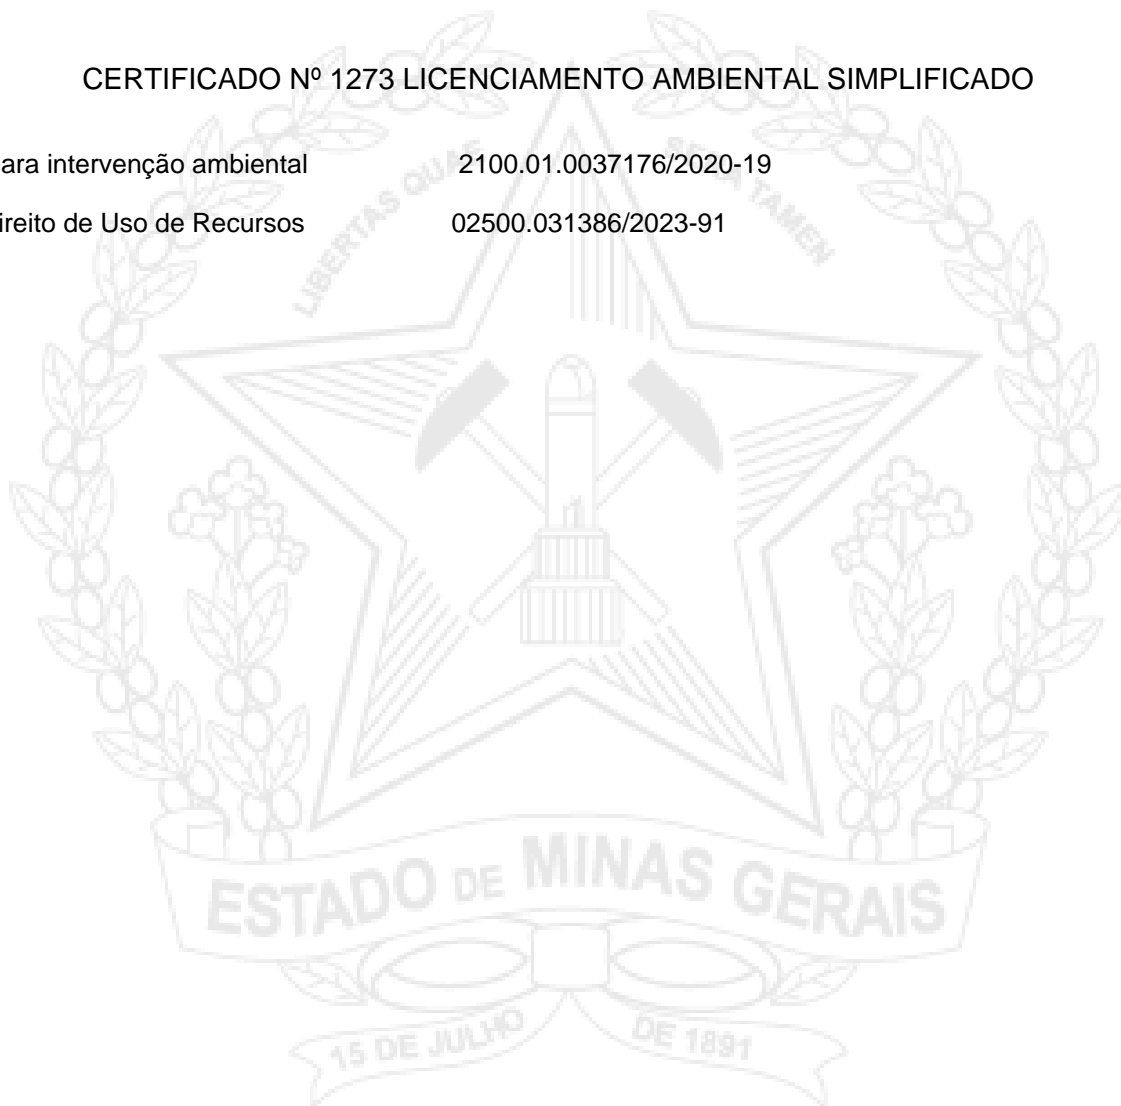 CERTIFICADO Nº 1273 LICENCIAMENTO AMBIENTAL SIMPLIFICADO
ara intervenção ambiental 2100.01.0037176/2020-19
ireito de Uso de Recursos 02500.031386/2023-91
LIBERTAS QUAE SERA TAMEN
ESTADO DE MINAS GERAIS
15 DE JULHO DE 1891